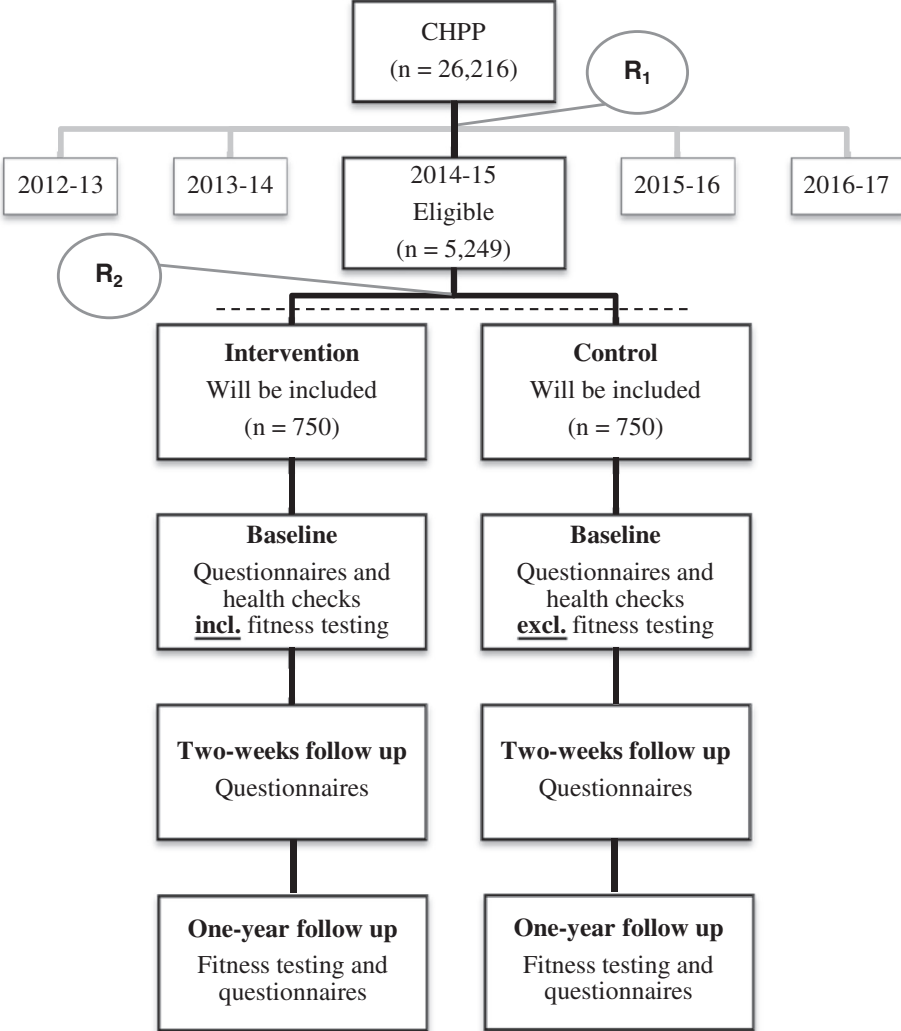 CHPP
(n = 26,216)
R1
2012-13
2013-14
2014-15
Eligible
(n = 5,249)
2015-16
2016-17
R2
Intervention
Will be included
(n = 750)
Control
Will be included
(n = 750)
Baseline
Questionnaires and
health checks
incl. fitness testing
Baseline
Questionnaires and
health checks
excl. fitness testing
Two-weeks follow up
Questionnaires
Two-weeks follow up
Questionnaires
One-year follow up
Fitness testing and
questionnaires
One-year follow up
Fitness testing and
questionnaires